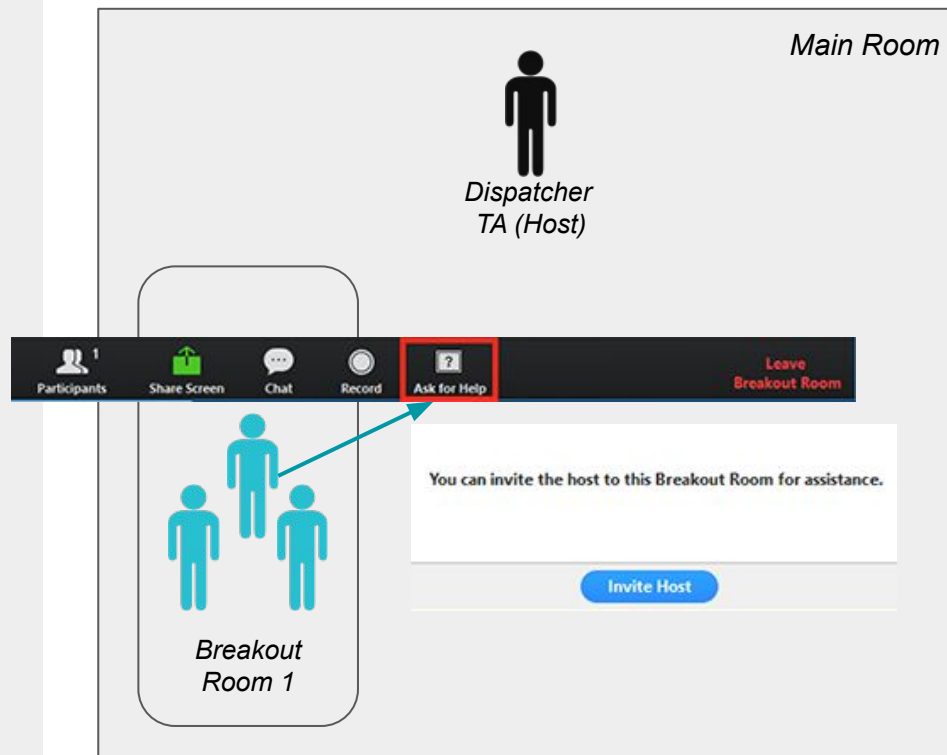 Main Room
Dispatcher
TA (Host)
1
Participants
Share Screen
Chat
Record
?
Ask for Help
Leave
Breakout Room
You can invite the host to this Breakout Room for assistance.
Invite Host
Breakout
Room 1